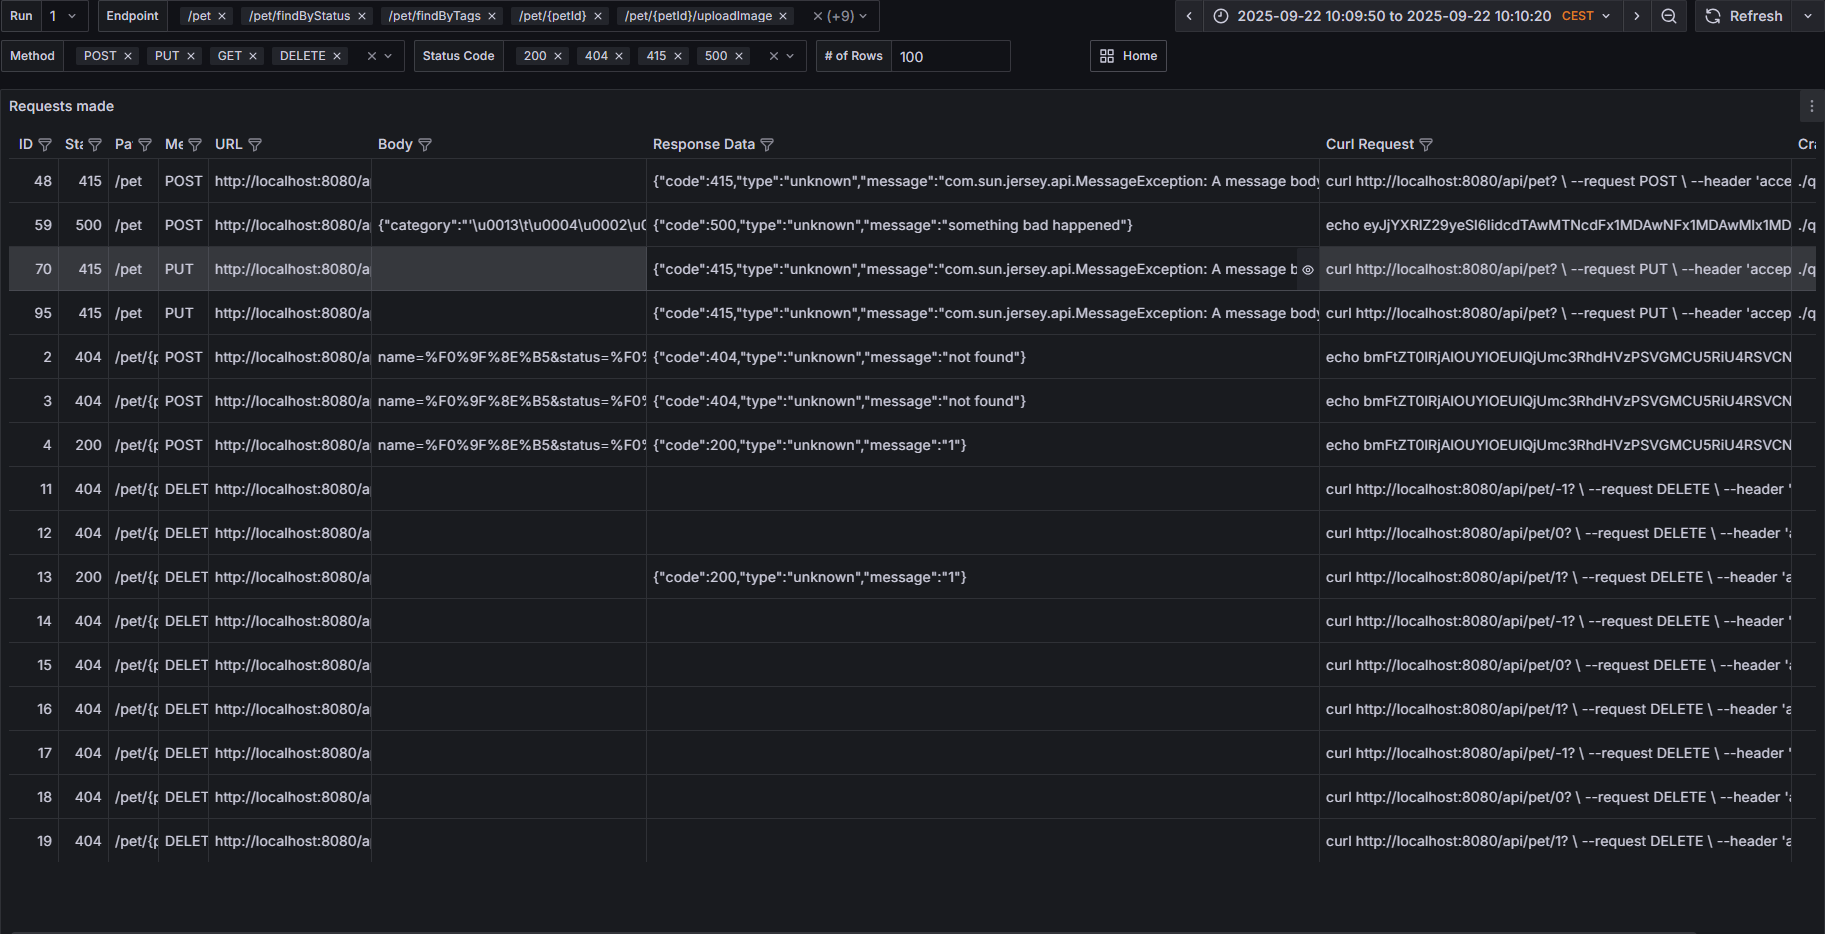 Run 1 Endpoint /pet /pet/findByStatus /pet/findByTags /pet/{petId} /pet/{petId}/uploadImage (+9) 2025-09-22 10:09:50 to 2025-09-22 10:10:20 CEST Refresh
Method POST PUT GET DELETE Status Code 200 404 415 500 # of Rows 100 Home
Requests made
ID Sta Pa Me URL Body Response Data Curl Request Cra
48 415 /pet POST http://localhost:8080/a {"code":415,"type":"unknown","message":"com.sun.jersey.api.MessageException: A message body curl http://localhost:8080/api/pet? \ --request POST \ --header 'acce ./q
59 500 /pet POST http://localhost:8080/a {"category":"'\u0013\t\u0004\u0002\u0 {"code":500,"type":"unknown","message":"something bad happened"} echo ./q
70 415 /pet PUT http://localhost:8080/a {"code":415,"type":"unknown","message":"com.sun.jersey.api.MessageException: A message b curl http://localhost:8080/api/pet? \ --request PUT \ --header 'accep ./q
95 415 /pet PUT http://localhost:8080/a {"code":415,"type":"unknown","message":"com.sun.jersey.api.MessageException: A message body curl http://localhost:8080/api/pet? \ --request PUT \ --header 'accep ./q
2 404 /pet/{p POST http://localhost:8080/a name=%F0%9F%8E%B5&status=%F0% {"code":404,"type":"unknown","message":"not found"} echo
3 404 /pet/{p POST http://localhost:8080/a name=%F0%9F%8E%B5&status=%F0% {"code":404,"type":"unknown","message":"not found"} echo
4 200 /pet/{p POST http://localhost:8080/a name=%F0%9F%8E%B5&status=%F0% {"code":200,"type":"unknown","message":"1"} echo
11 404 /pet/{p DELET http://localhost:8080/a curl http://localhost:8080/api/pet/-1? \ --request DELETE \ --header '
12 404 /pet/{p DELET http://localhost:8080/a curl http://localhost:8080/api/pet/0? \ --request DELETE \ --header 'a
13 200 /pet/{p DELET http://localhost:8080/a {"code":200,"type":"unknown","message":"1"} curl http://localhost:8080/api/pet/1? \ --request DELETE \ --header 'a
14 404 /pet/{p DELET http://localhost:8080/a curl http://localhost:8080/api/pet/-1? \ --request DELETE \ --header '
15 404 /pet/{p DELET http://localhost:8080/a curl http://localhost:8080/api/pet/0? \ --request DELETE \ --header 'a
16 404 /pet/{p DELET http://localhost:8080/a curl http://localhost:8080/api/pet/1? \ --request DELETE \ --header 'a
17 404 /pet/{p DELET http://localhost:8080/a curl http://localhost:8080/api/pet/-1? \ --request DELETE \ --header '
18 404 /pet/{p DELET http://localhost:8080/a curl http://localhost:8080/api/pet/0? \ --request DELETE \ --header 'a
19 404 /pet/{p DELET http://localhost:8080/a curl http://localhost:8080/api/pet/1? \ --request DELETE \ --header 'a